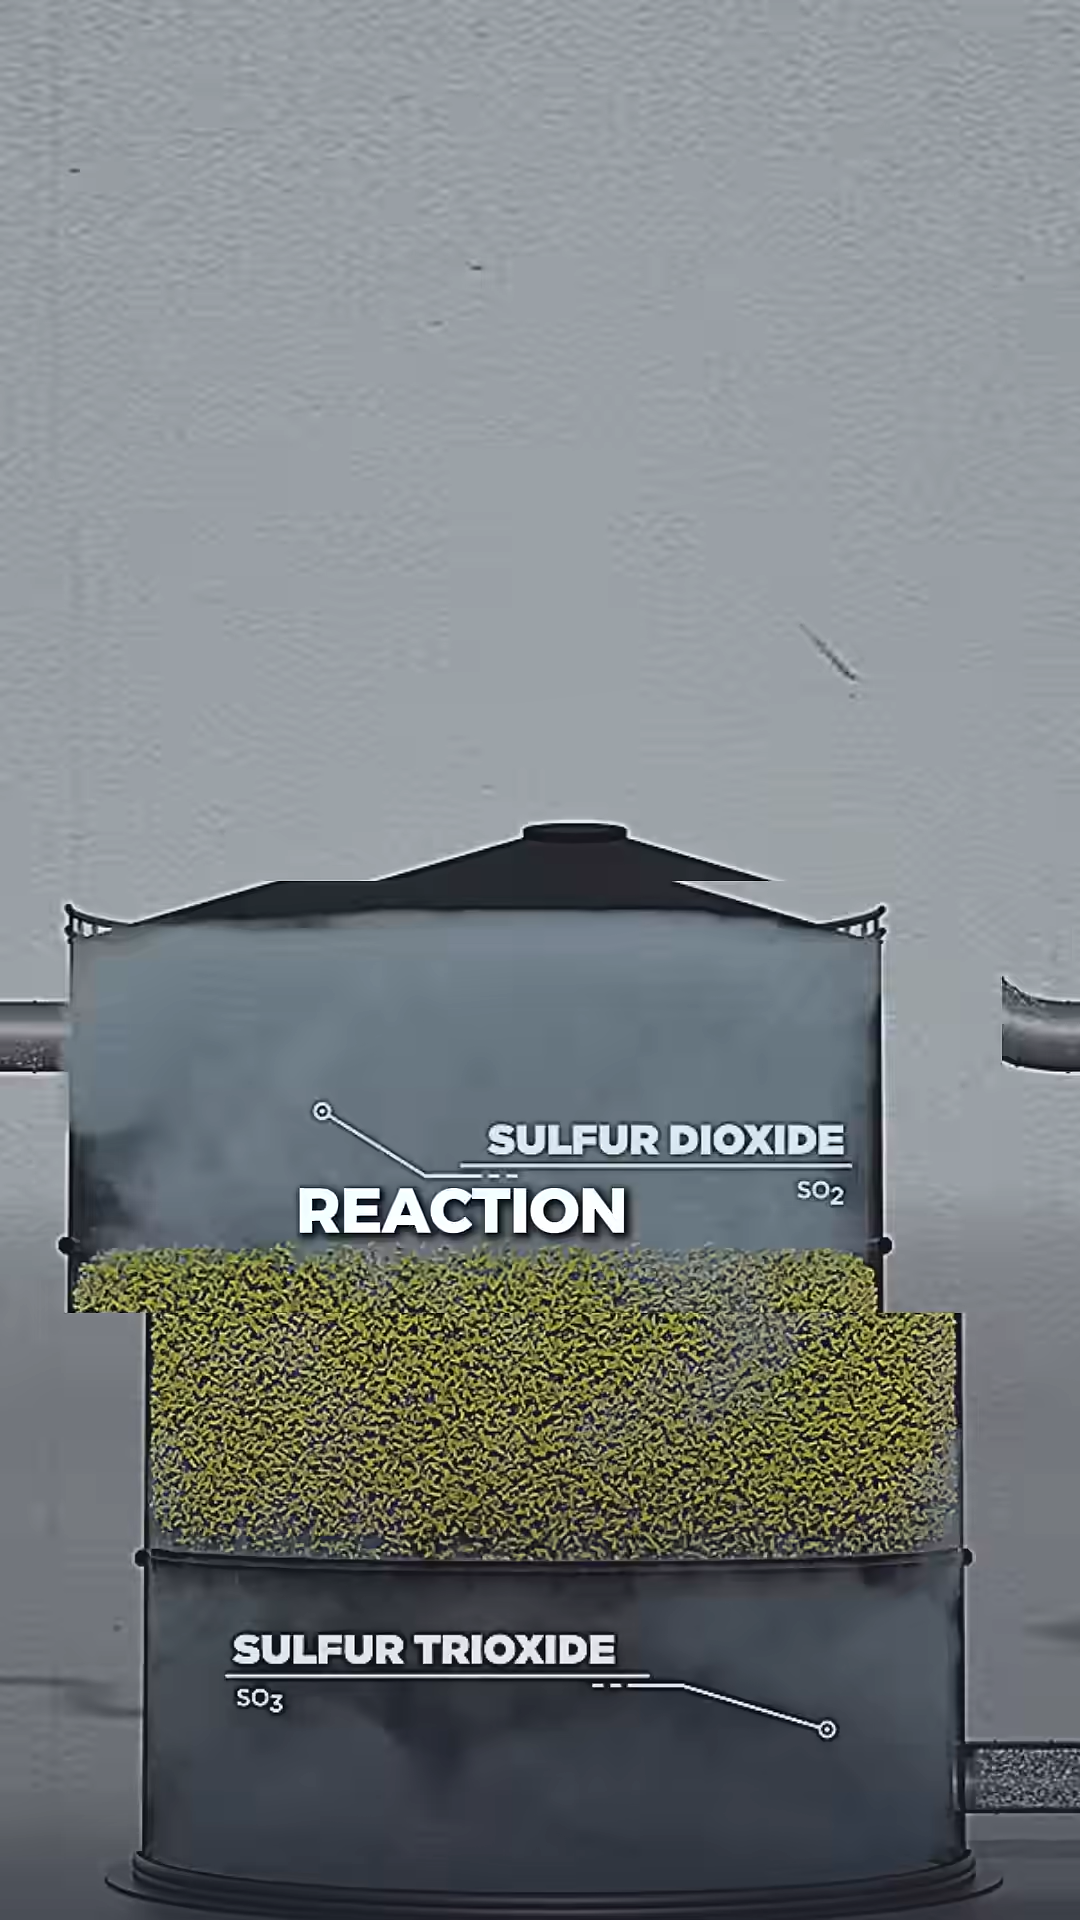 SULFUR DIOXIDE
SO2
REACTION
SULFUR TRIOXIDE
SO3